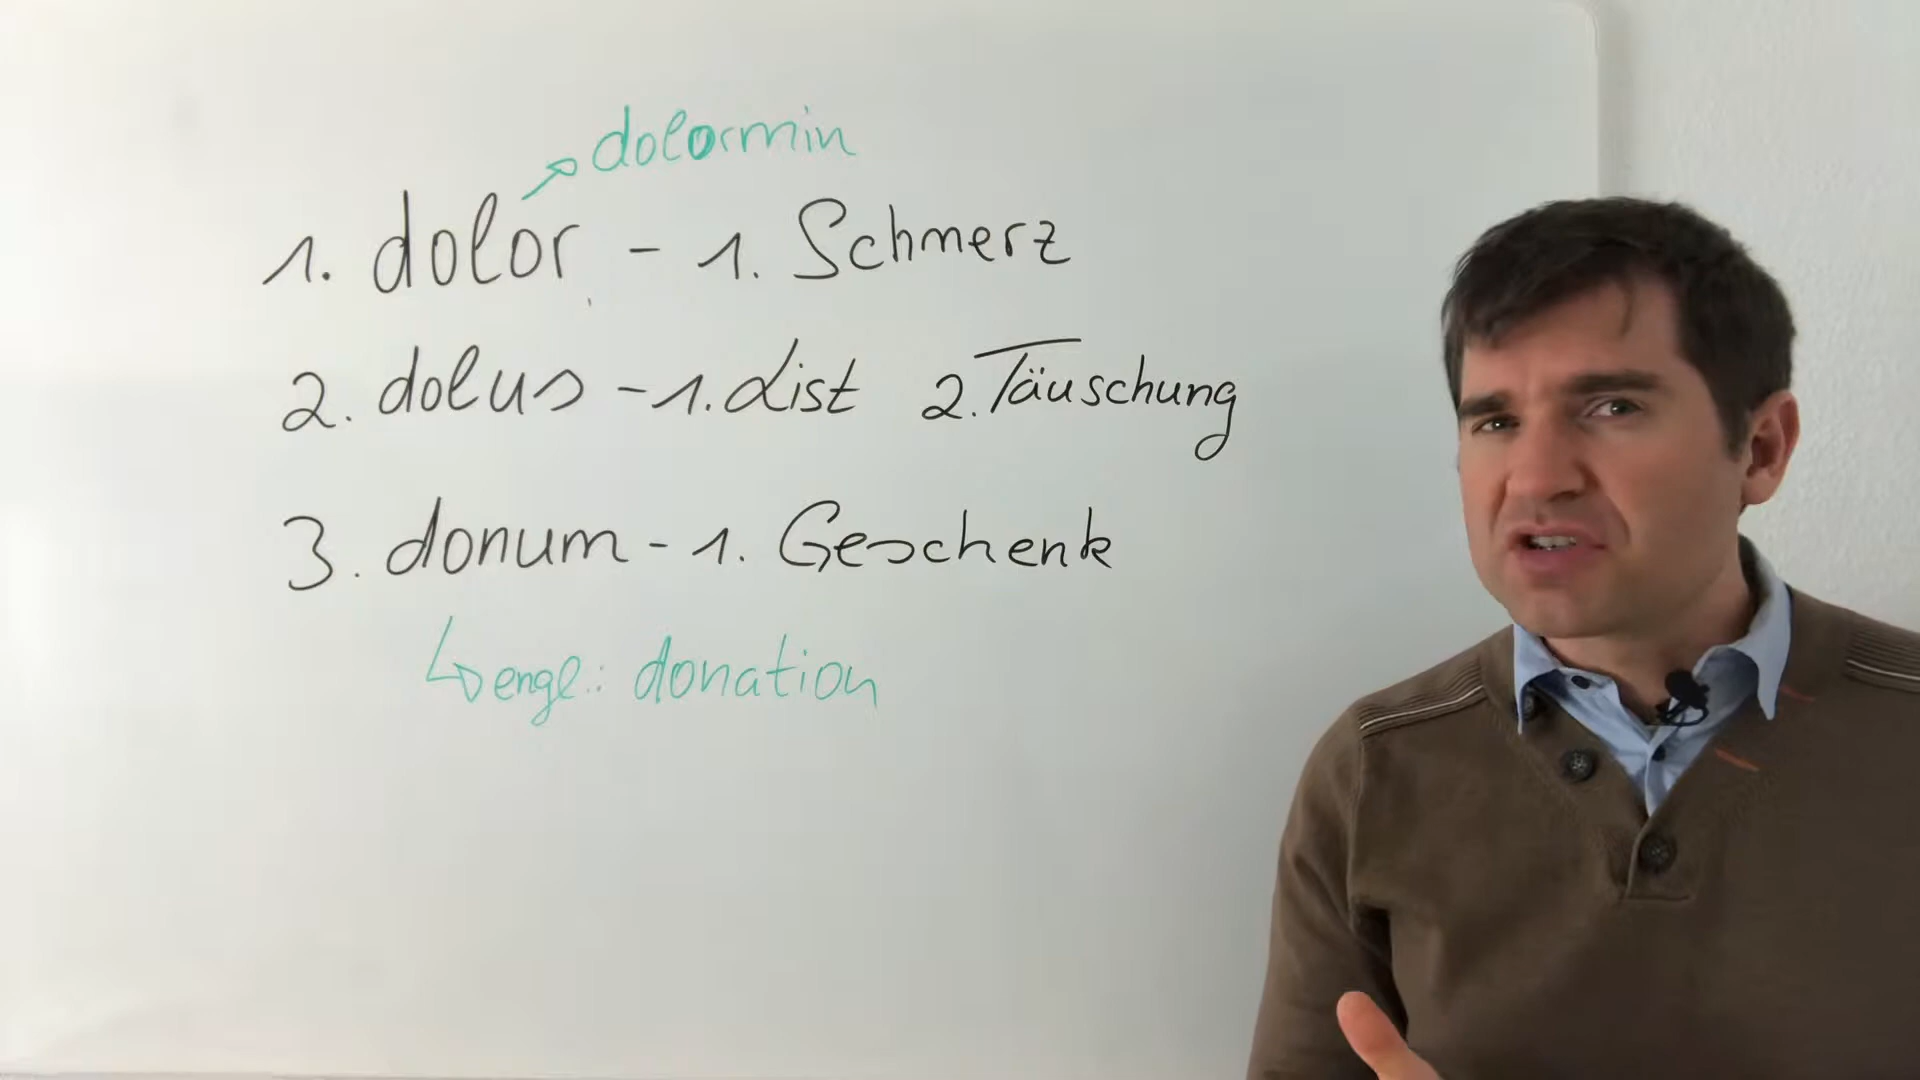 dolormin
1. dolor - 1. Schmerz
2. dolus - 1. List 2. Täuschung
3. donum - 1. Geschenk
engl.: donation